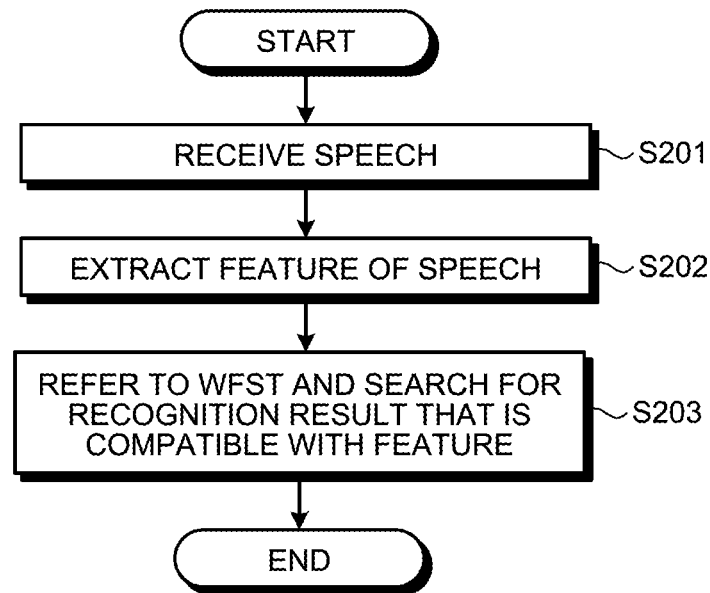 START
RECEIVE SPEECH
S201
EXTRACT FEATURE OF SPEECH
S202
REFER TO WFST AND SEARCH FOR
RECOGNITION RESULT THAT IS
COMPATIBLE WITH FEATURE
S203
END